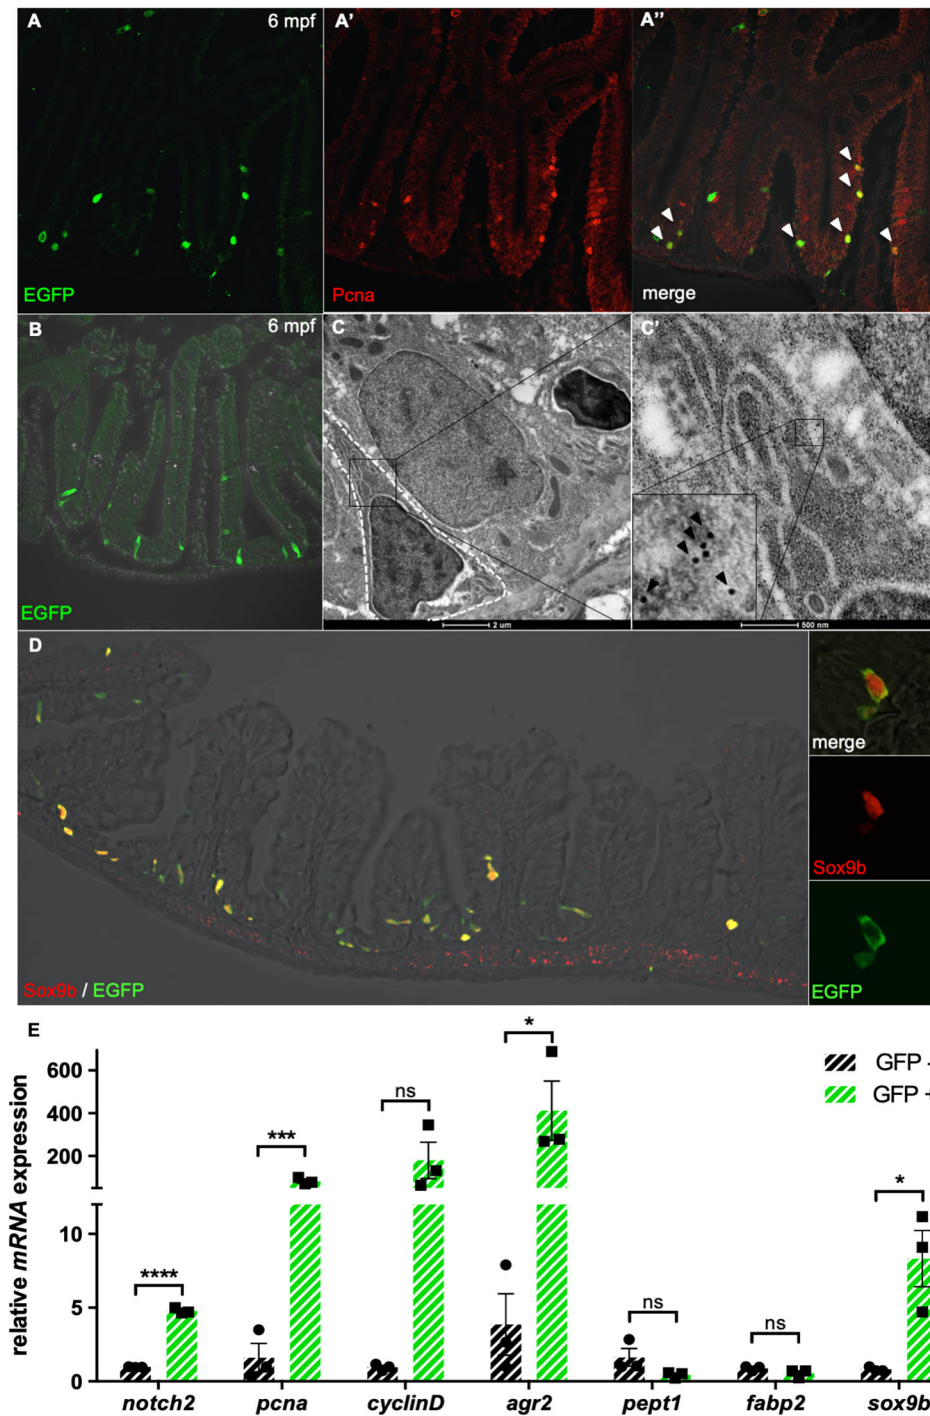 A
6 mpf
A'
A''
EGFP
Pcna
merge
B
6 mpf
C
C'
EGFP
2 um
500 nm
D
merge
Sox9b
EGFP
Sox9b / EGFP
E
relative mRNA expression
600
400
200
10
5
0
****
***
ns
*
ns
ns
*
GFP -
GFP +
notch2
pcna
cyclinD
agr2
pept1
fabp2
sox9b